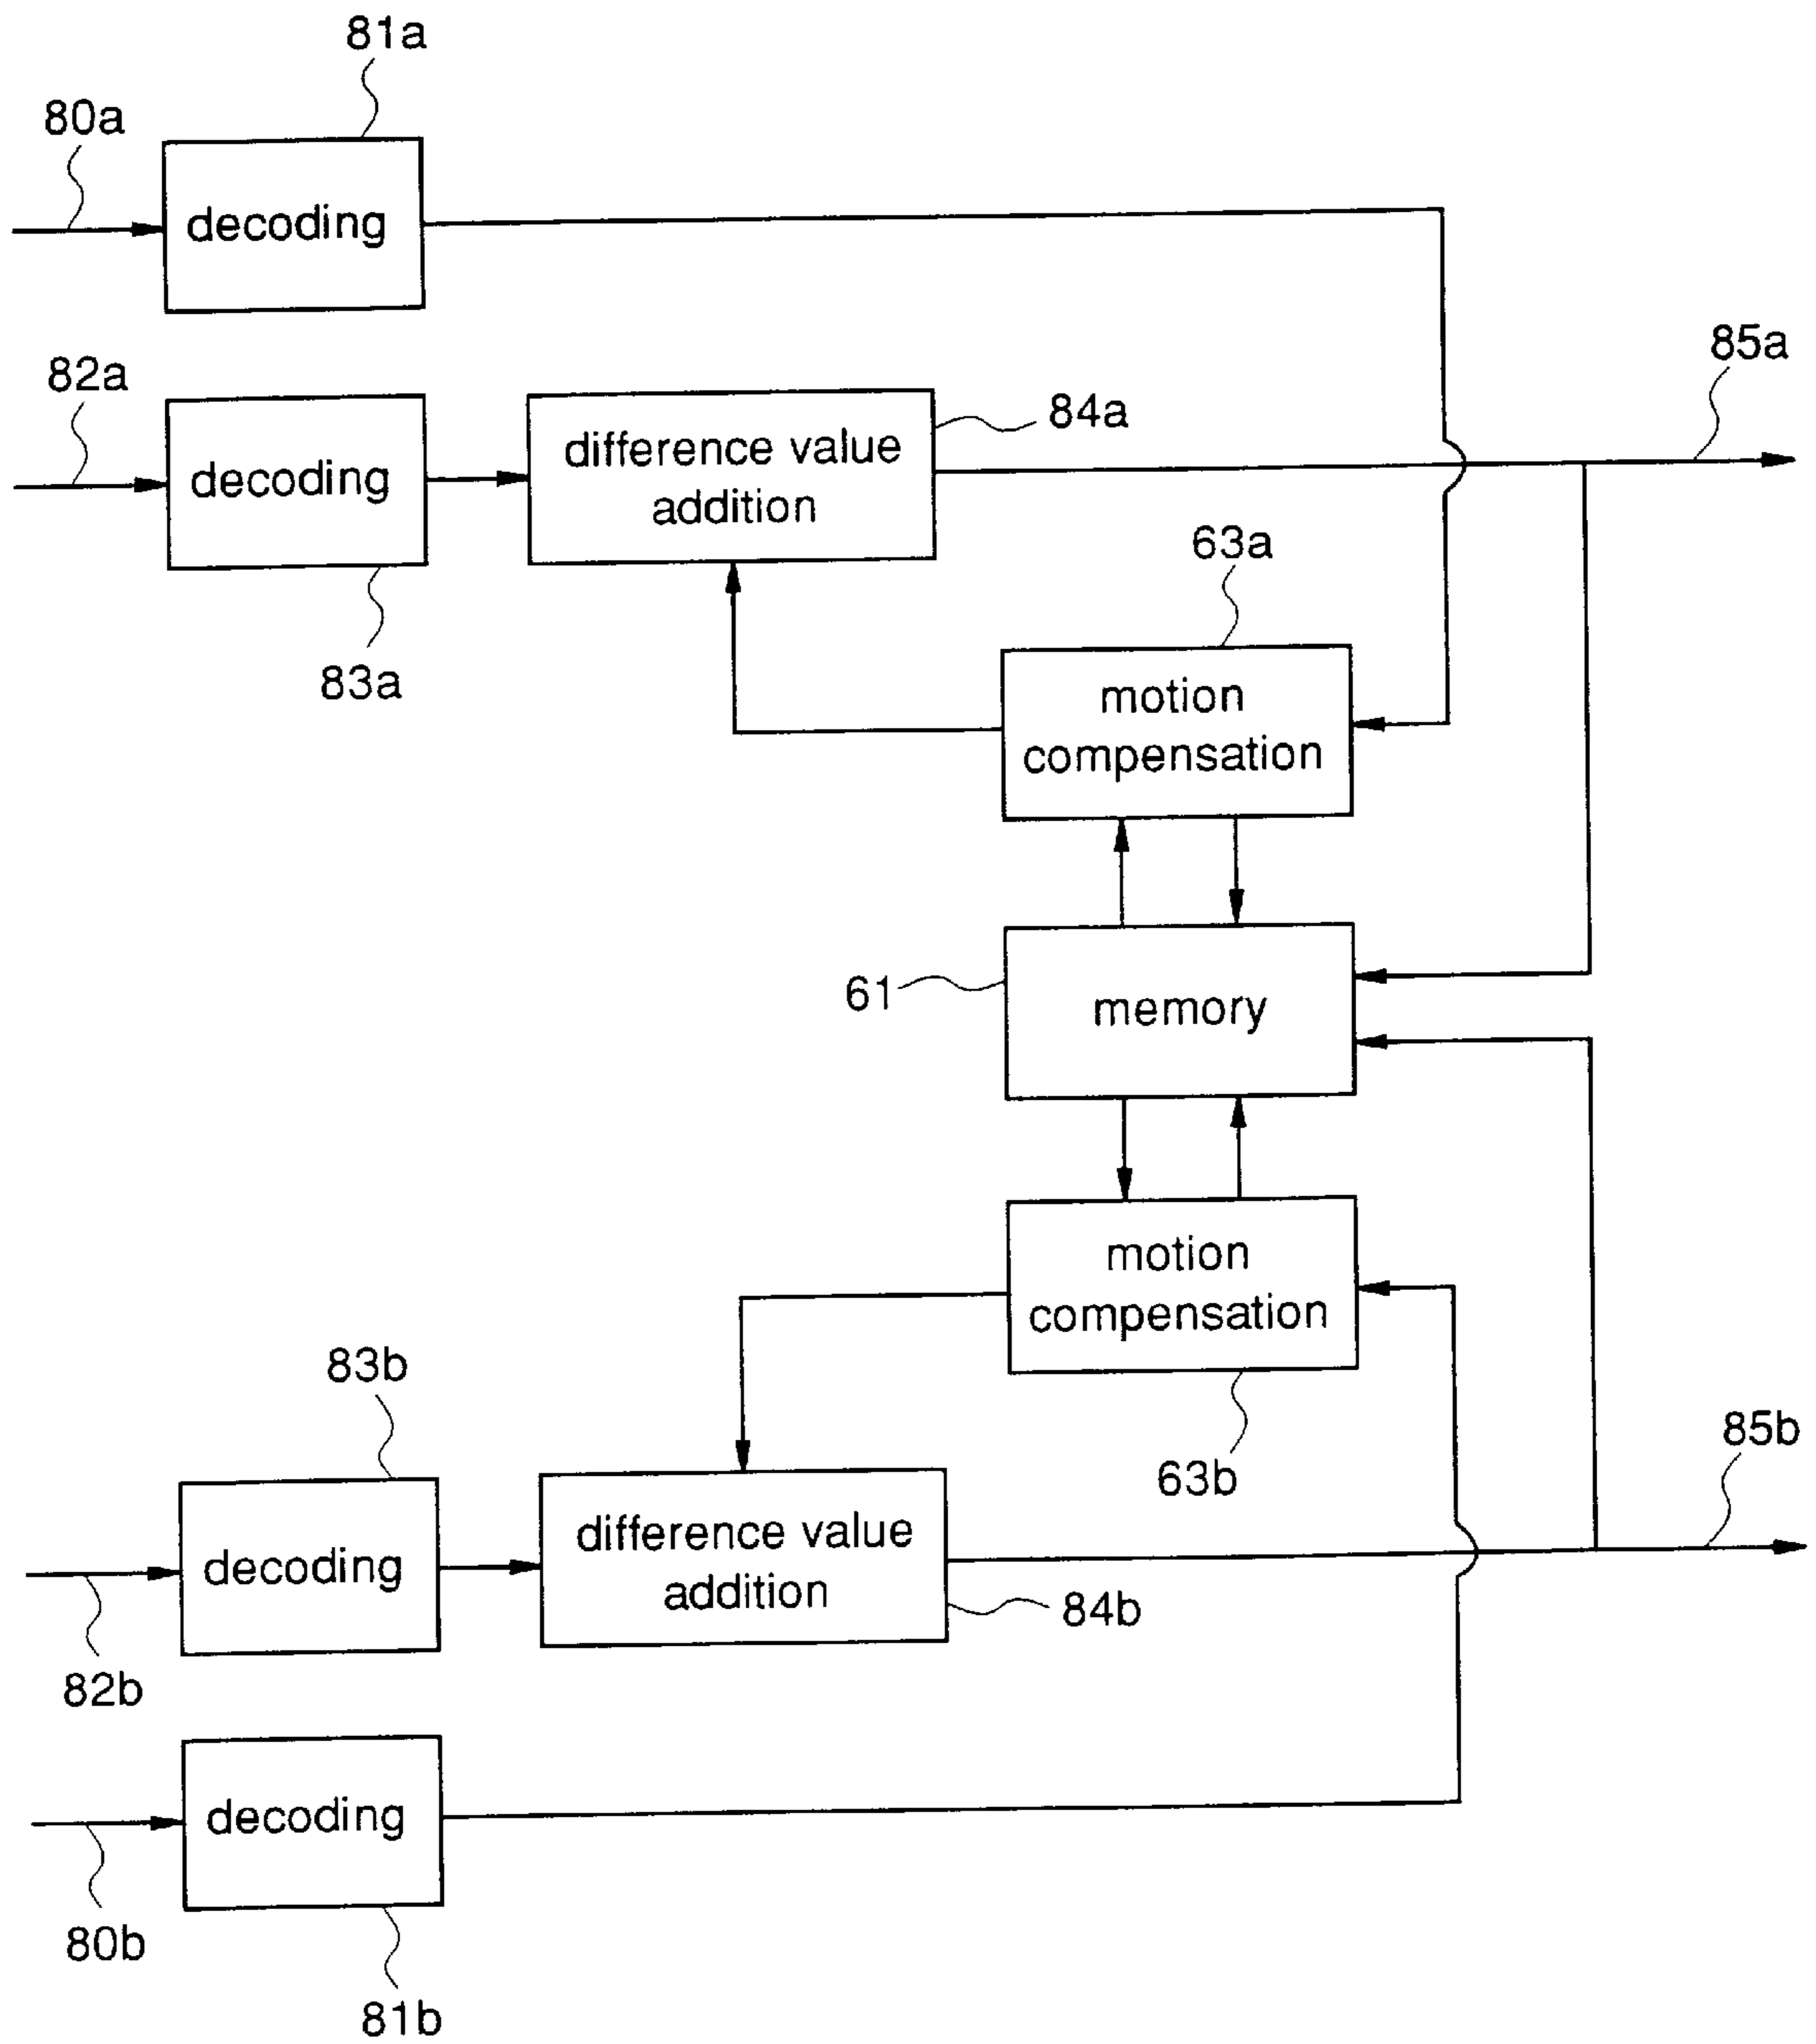 81a
80a
decoding
85a
82a
84a
difference value
addition
decoding
63a
83a
motion
compensation
61
memory
motion
compensation
83b
85b
63b
difference value
addition
decoding
84b
82b
decoding
80b
81b